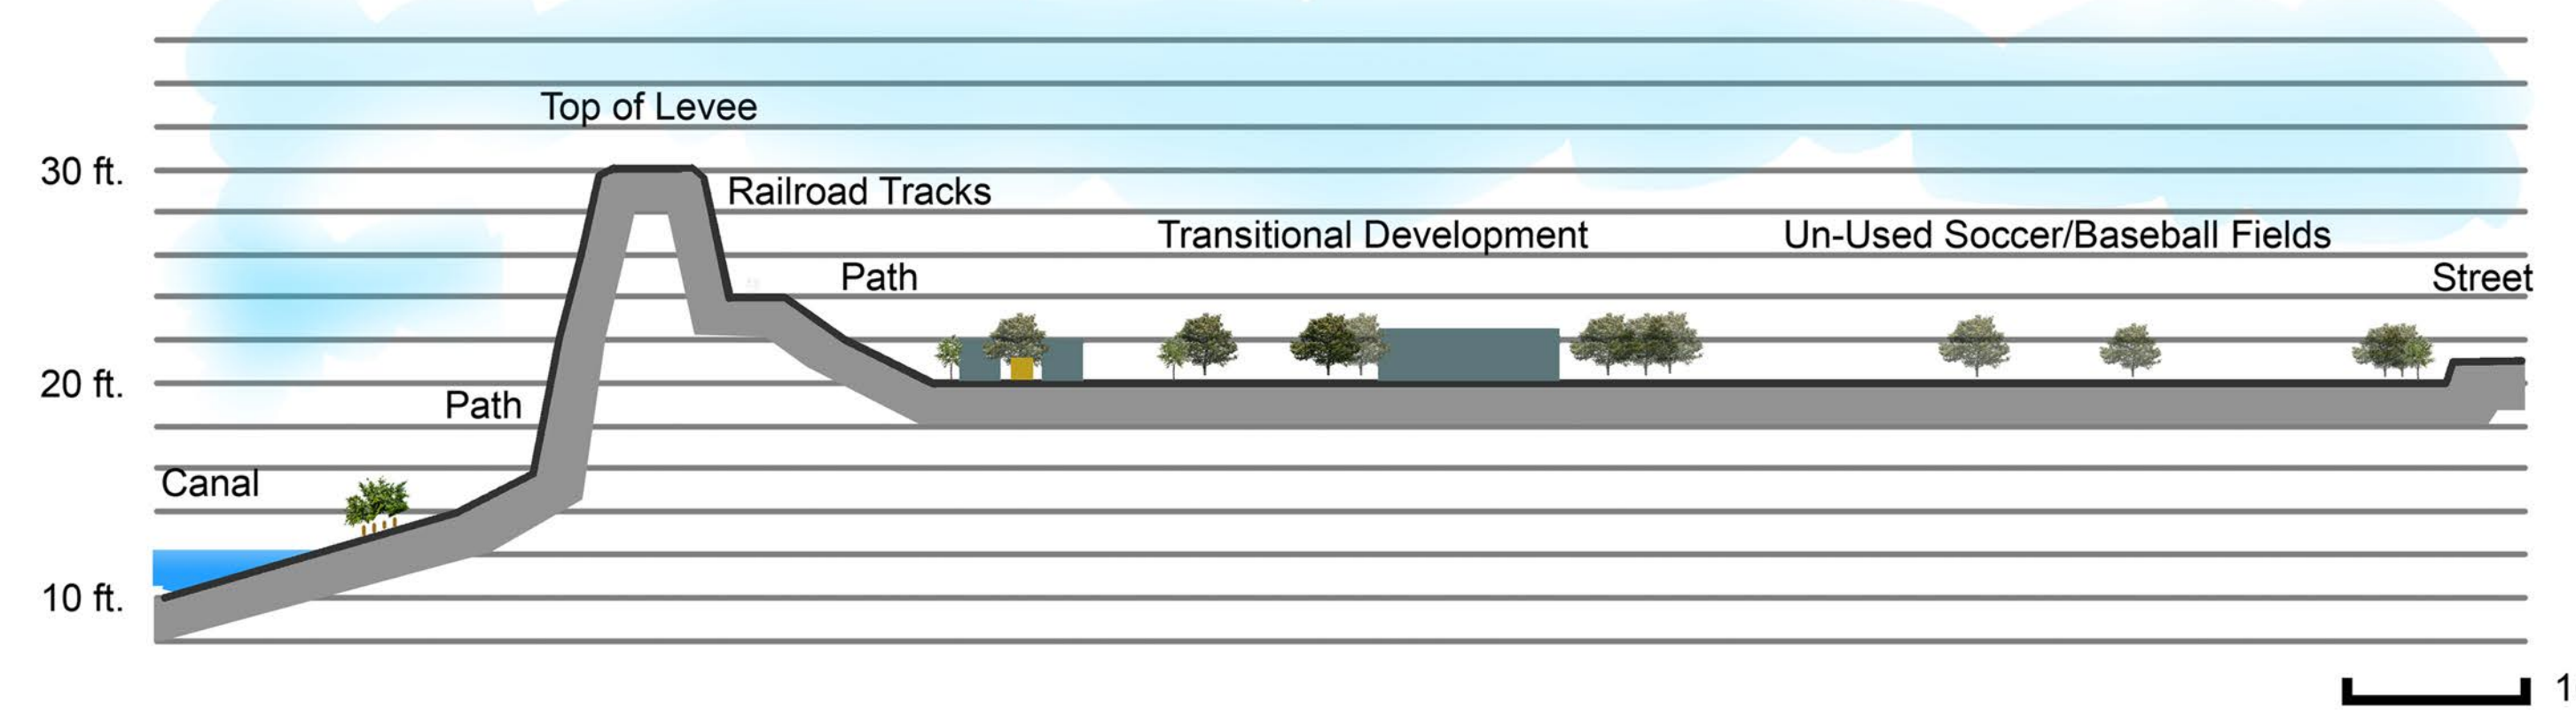 Top of Levee
30 ft.
Railroad Tracks
Transitional Development
Un-Used Soccer/Baseball Fields
Path
Street
20 ft.
Path
Canal
10 ft.
1